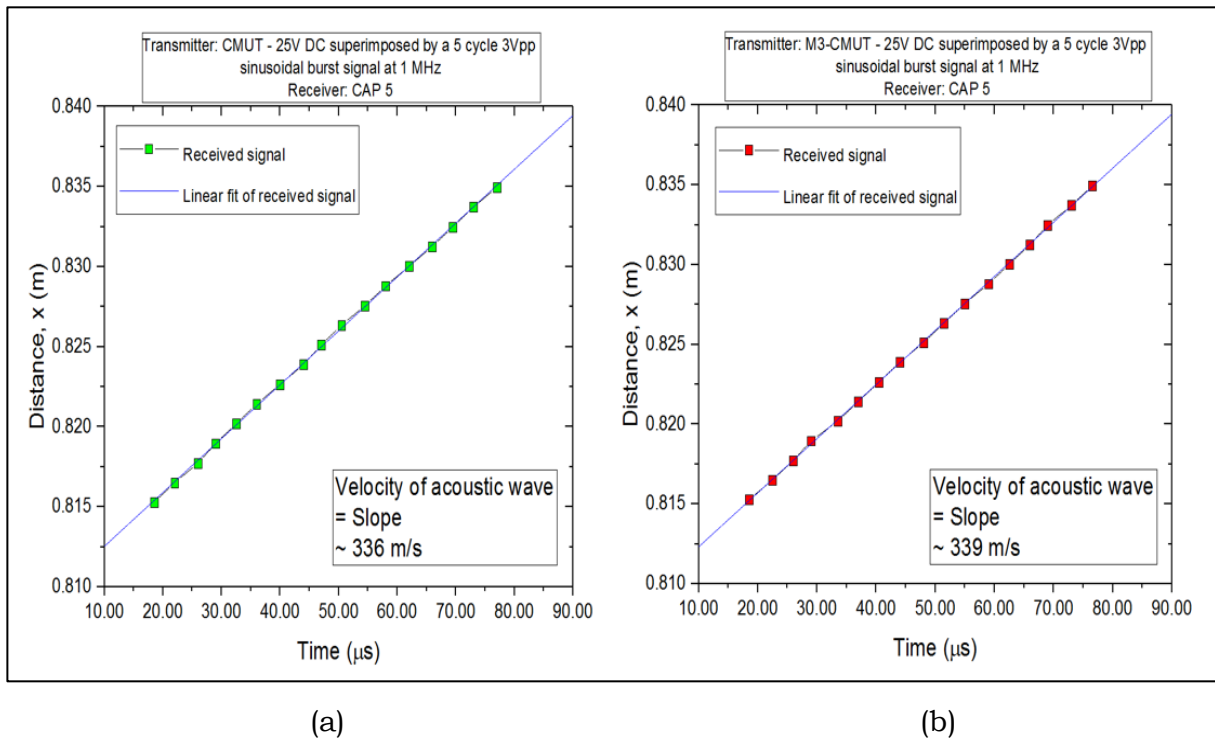 Transmitter: CMUT - 25V DC superimposed by a 5 cycle 3Vpp
sinusoidal burst signal at 1 MHz
Receiver: CAP 5
0.840
0.835
0.830
0.825
0.820
0.815
0.810
Distance, x (m)
Received signal
Linear fit of received signal
Velocity of acoustic wave
= Slope
~ 336 m/s
10.00 20.00 30.00 40.00 50.00 60.00 70.00 80.00 90.00
Time (μs)
(a)
Transmitter: M3-CMUT - 25V DC superimposed by a 5 cycle 3Vpp
sinusoidal burst signal at 1 MHz
Receiver: CAP 5
0.840
0.835
0.830
0.825
0.820
0.815
0.810
Distance, x (m)
Received signal
Linear fit of received signal
Velocity of acoustic wave
= Slope
~ 339 m/s
10.00 20.00 30.00 40.00 50.00 60.00 70.00 80.00 90.00
Time (μs)
(b)